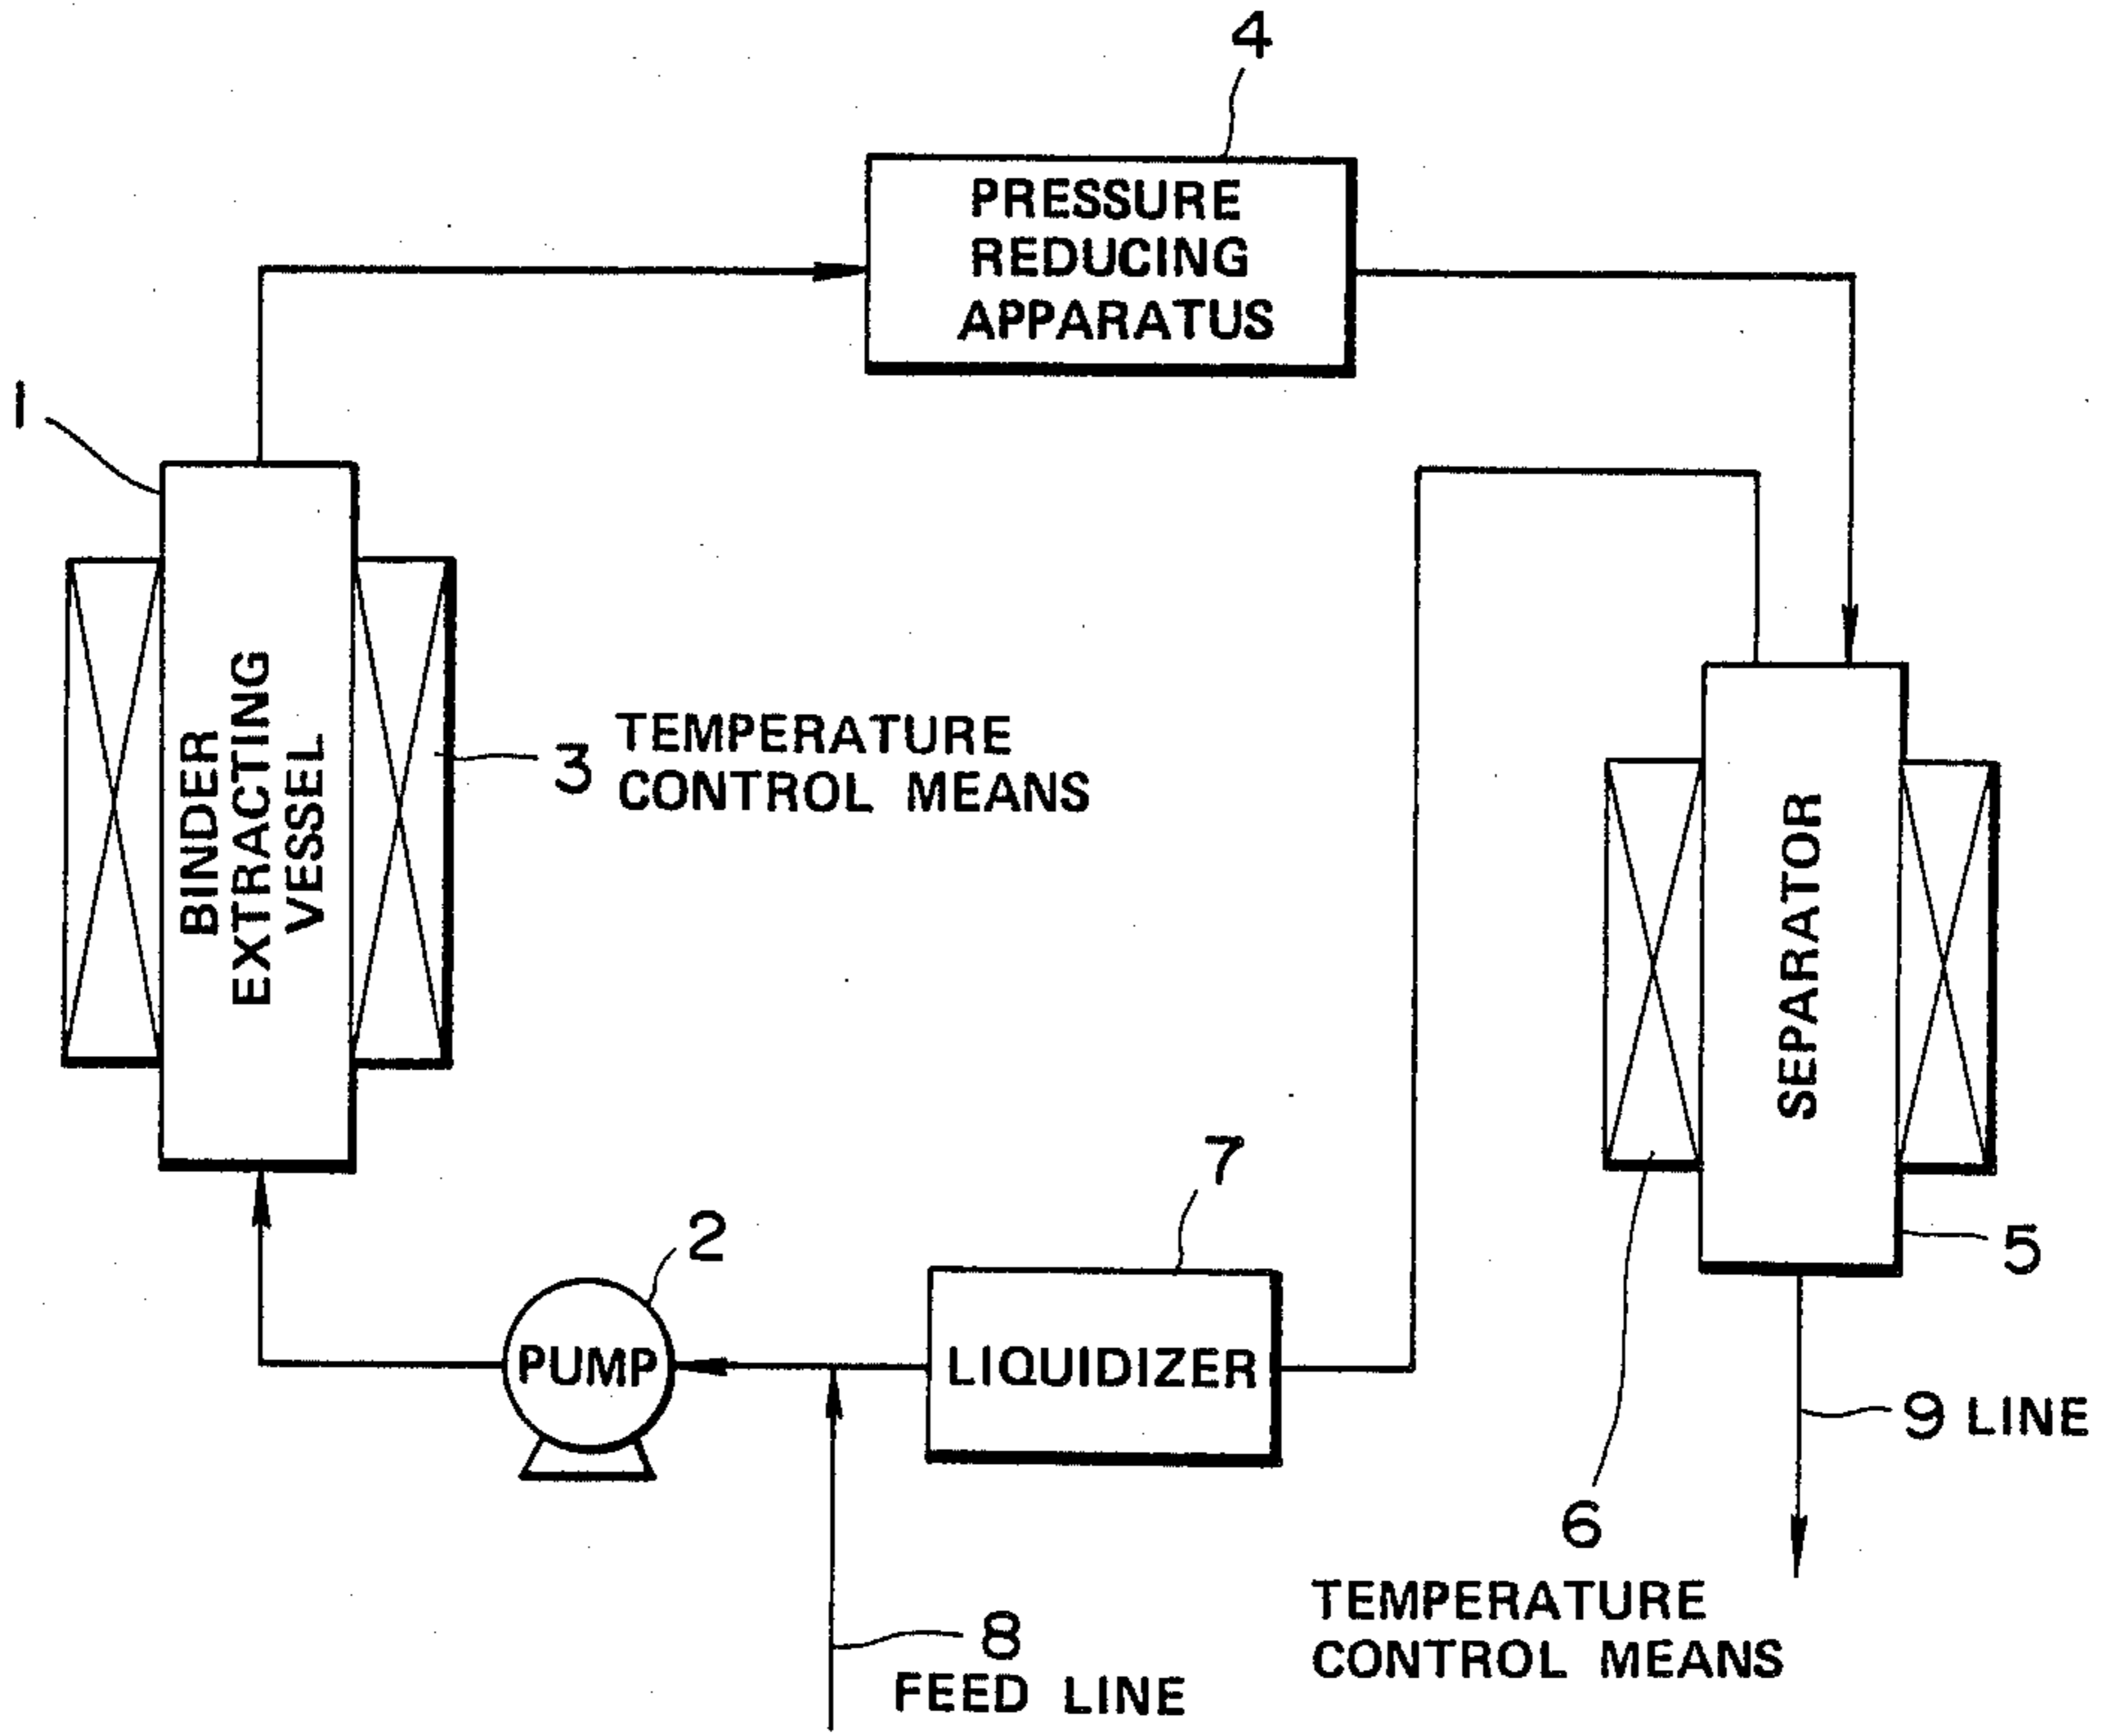 4
PRESSURE
REDUCING
APPARATUS
1
BINDER
EXTRACTING
VESSEL
3 TEMPERATURE
CONTROL MEANS
SEPARATOR
7
2
5
PUMP
LIQUIDIZER
9 LINE
6
TEMPERATURE
CONTROL MEANS
8
FEED LINE